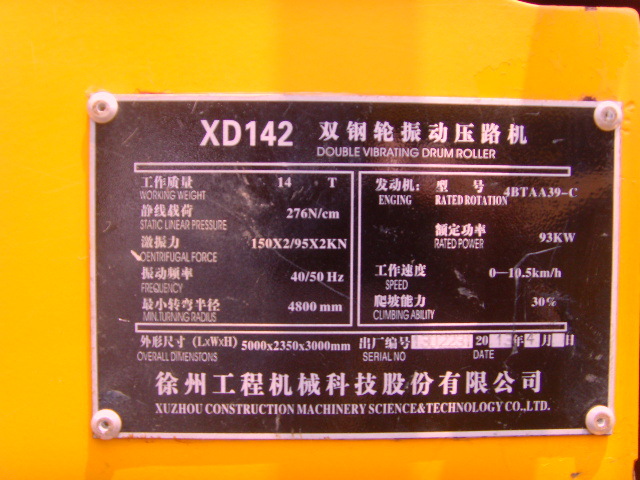 XD142 双钢轮振动压路机
DOUBLE VIBRATING DRUM ROLLER
工作质量 14 T
WORKING WEIGHT
静线载荷 276N/cm
STATIC LINEAR PRESSURE
激振力 150X2/95X2KN
CENTRIFUGAL FORCE
振动频率 40/50 Hz
FREQUENCY
最小转弯半径 4800 mm
MIN.TURNING RADIUS
发动机: 型 号 4BTAA39-C
ENGING RATED ROTATION
额定功率 93KW
RATED POWER
工作速度 0—10.5km/h
SPEED
爬坡能力 30%
CLIMBING ABILITY
外形尺寸 (LxWxH) 5000x2350x3000mm 出厂编号 20 年 月 日
OVERALL DIMENSTONS SERIAL NO DATE
徐州工程机械科技股份有限公司
XUZHOU CONSTRUCTION MACHINERY SCIENCE&TECHNOLOGY CO.,LTD.